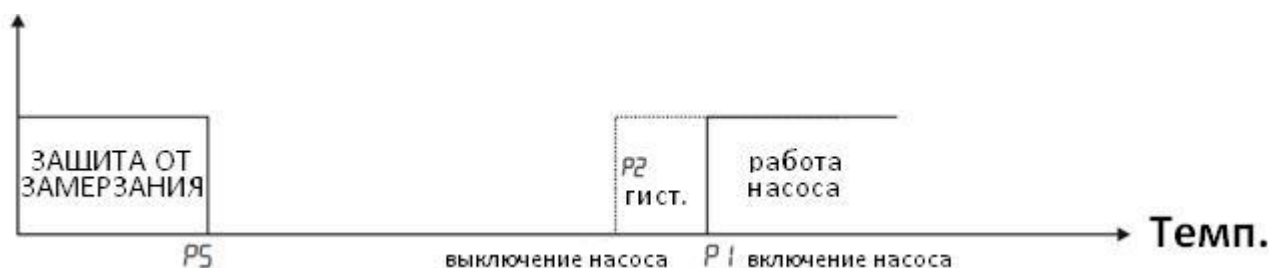 ЗАЩИТА ОТ
ЗАМЕРЗАНИЯ
P2
гист.
работа
насоса
Темп.
P5
выключение насоса
P1 включение насоса